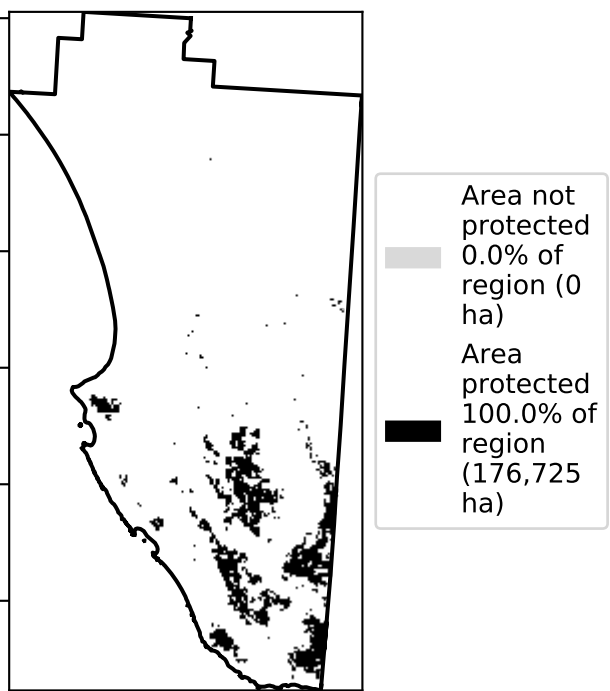 Area not
protected
0.0% of
region (0
ha)
Area
protected
100.0% of
region
(176,725
ha)